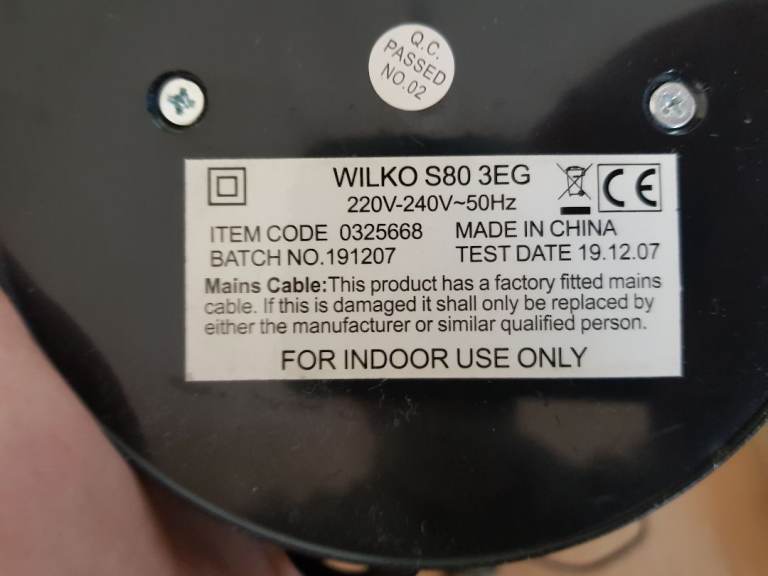 Q.C.
PASSED
NO.02
WILKO S80 3EG
220V-240V~50Hz
CE
ITEM CODE 0325668 MADE IN CHINA
BATCH NO.191207 TEST DATE 19.12.07
Mains Cable:This product has a factory fitted mains
cable. If this is damaged it shall only be replaced by
either the manufacturer or similar qualified person.
FOR INDOOR USE ONLY